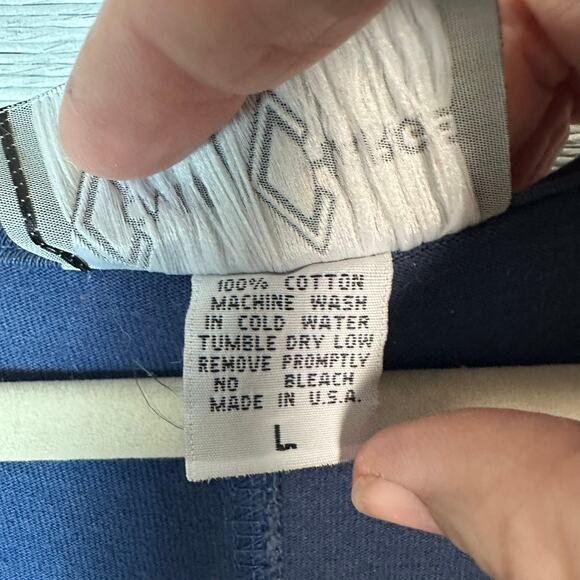 100% COTTON
MACHINE WASH
IN COLD WATER
TUMBLE DRY LOW
REMOVE PROMPTLY
NO BLEACH
MADE IN U.S.A.
L